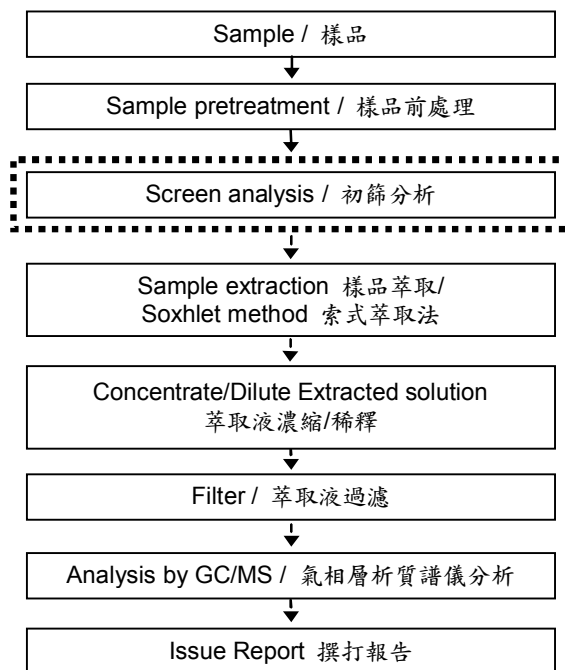 Sample / 樣品
Sample pretreatment / 樣品前處理
Screen analysis / 初篩分析
Sample extraction 樣品萃取/
Soxhlet method 索式萃取法
Concentrate/Dilute Extracted solution
萃取液濃縮/稀釋
Filter / 萃取液過濾
Analysis by GC/MS / 氣相層析質譜儀分析
Issue Report 撰打報告